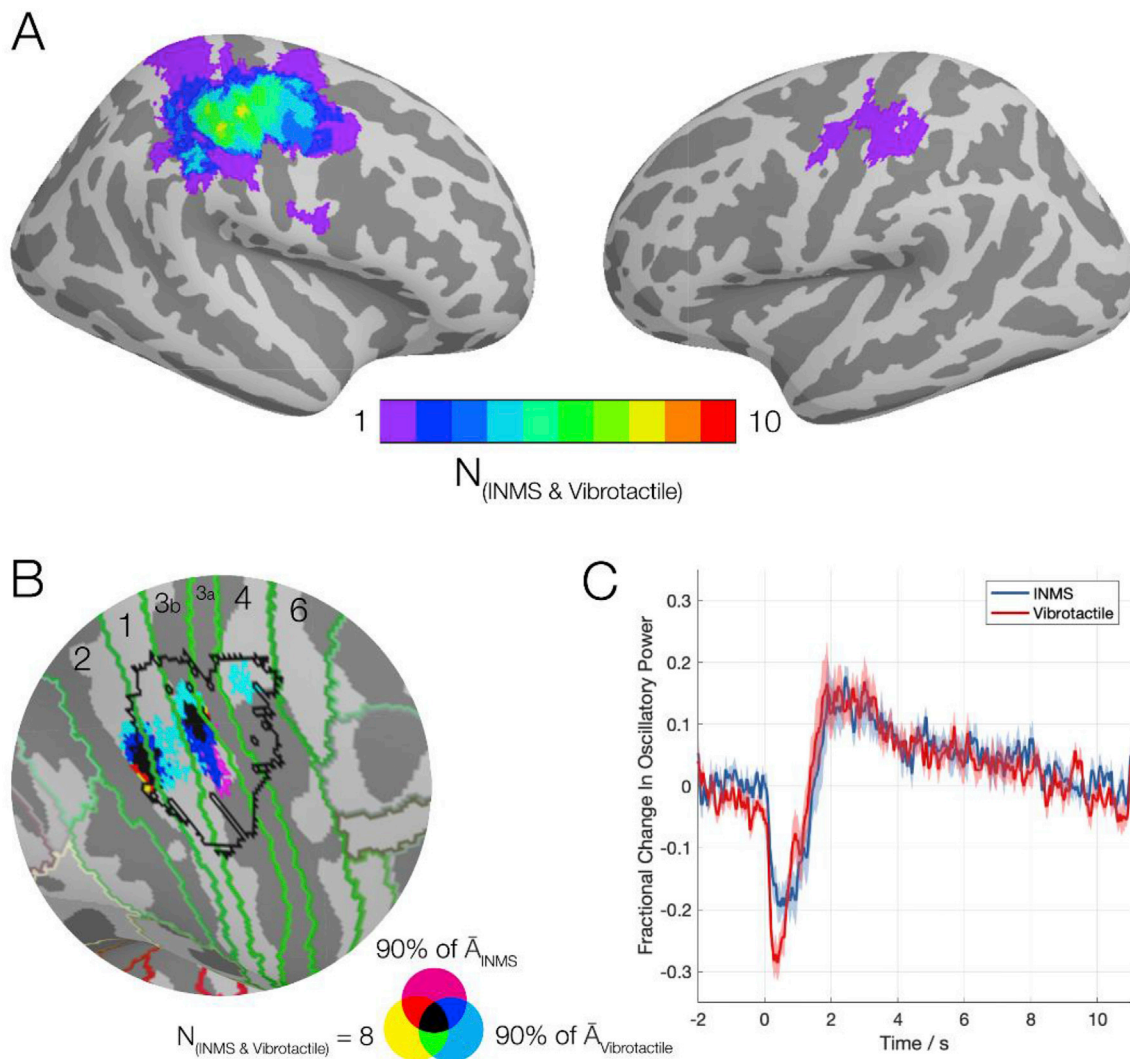 A
1
10
N(INMS & Vibrotactile)
B
1
3b
3a
4
6
2
90% of ĀINMS
N(INMS & Vibrotactile) = 8
90% of ĀVibrotactile
C
INMS
Vibrotactile
Fractional Change In Oscillatory Power
0.3
0.2
0.1
0
-0.1
-0.2
-0.3
-2 0 2 4 6 8 10
Time / s